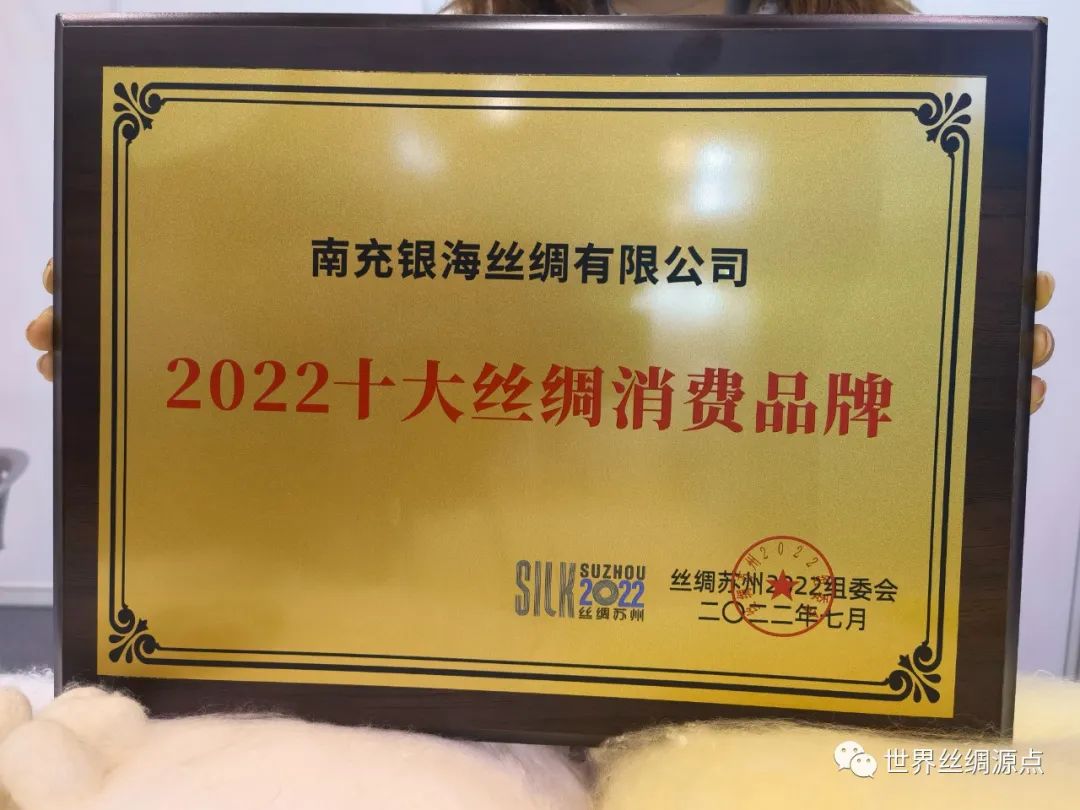 南充银海丝绸有限公司
2022十大丝绸消费品牌
SILK
SUZHOU
2022
丝绸苏州
丝绸苏州2022组委会
二〇二二年七月
世界丝绸源点